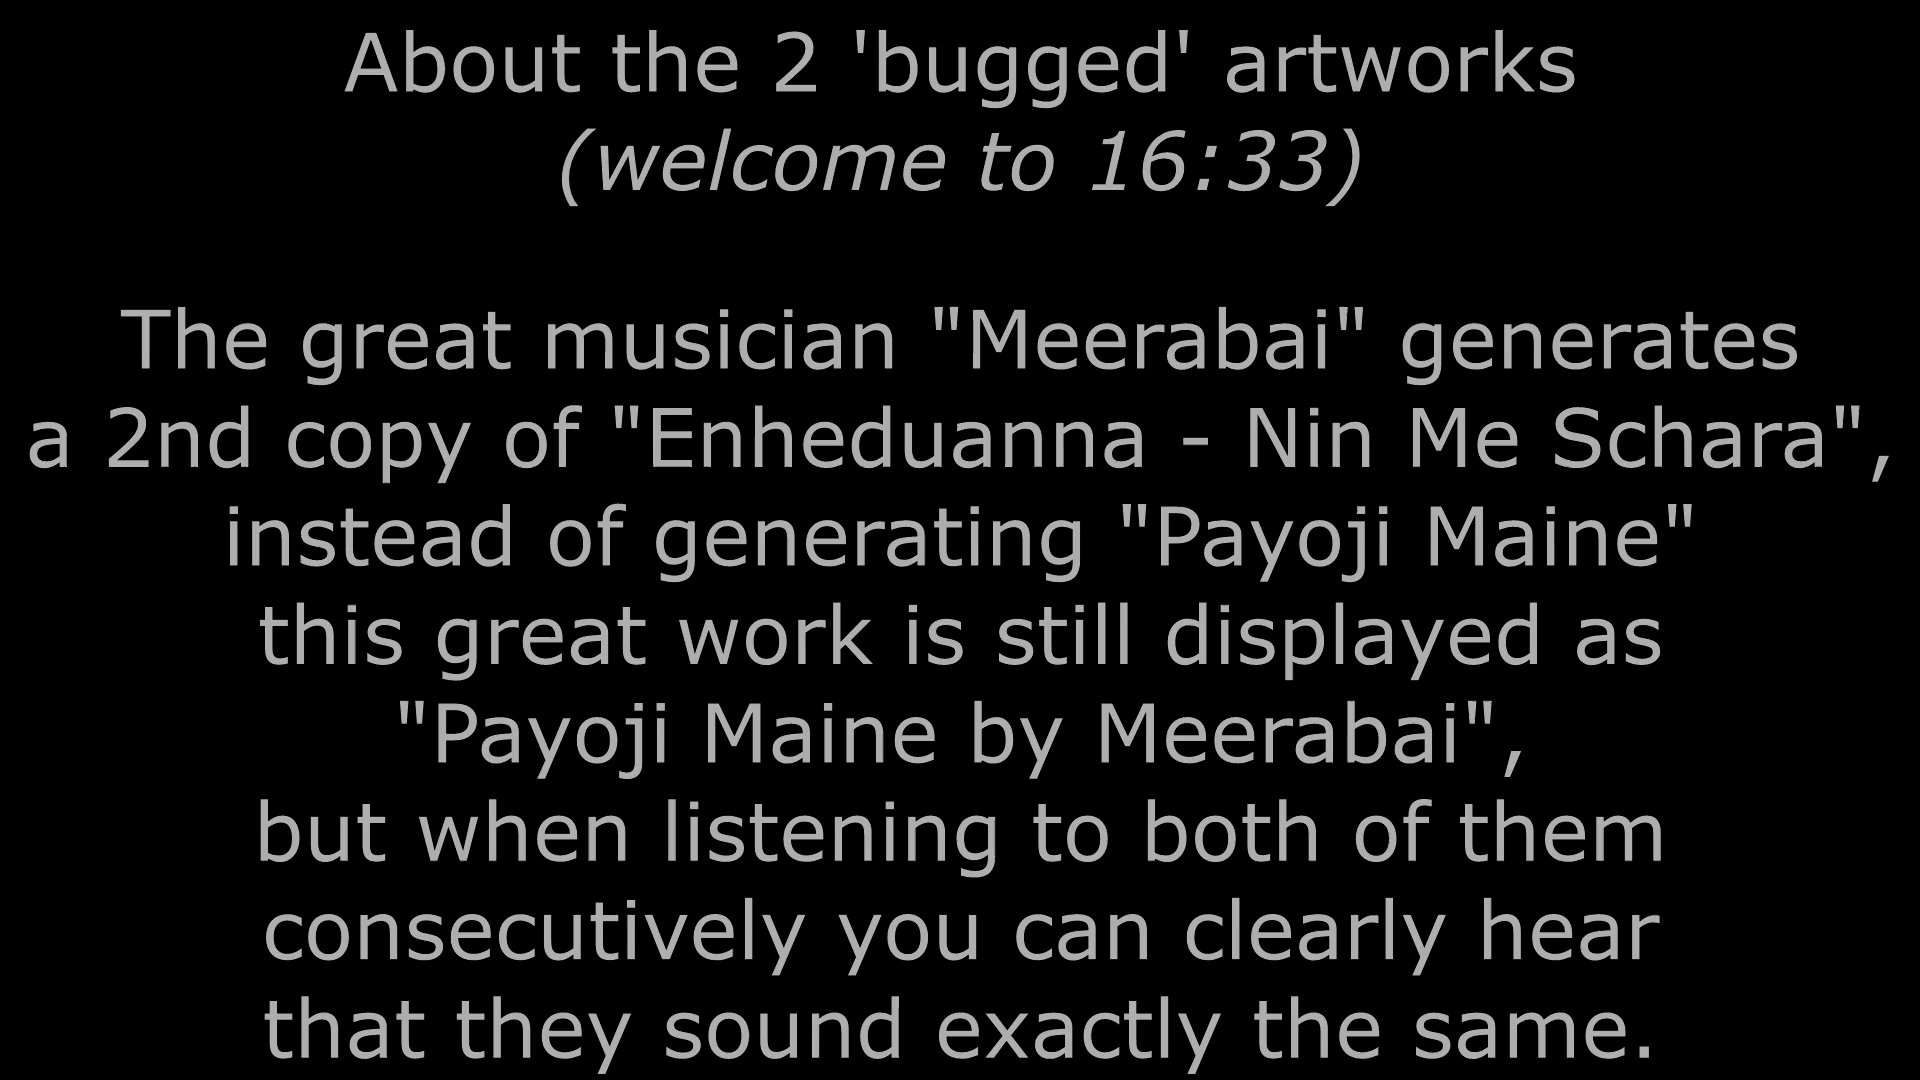 About the 2 'bugged' artworks
(welcome to 16:33)
The great musician "Meerabai" generates
a 2nd copy of "Enheduanna - Nin Me Schara",
instead of generating "Payoji Maine"
this great work is still displayed as
"Payoji Maine by Meerabai",
but when listening to both of them
consecutively you can clearly hear
that they sound exactly the same.